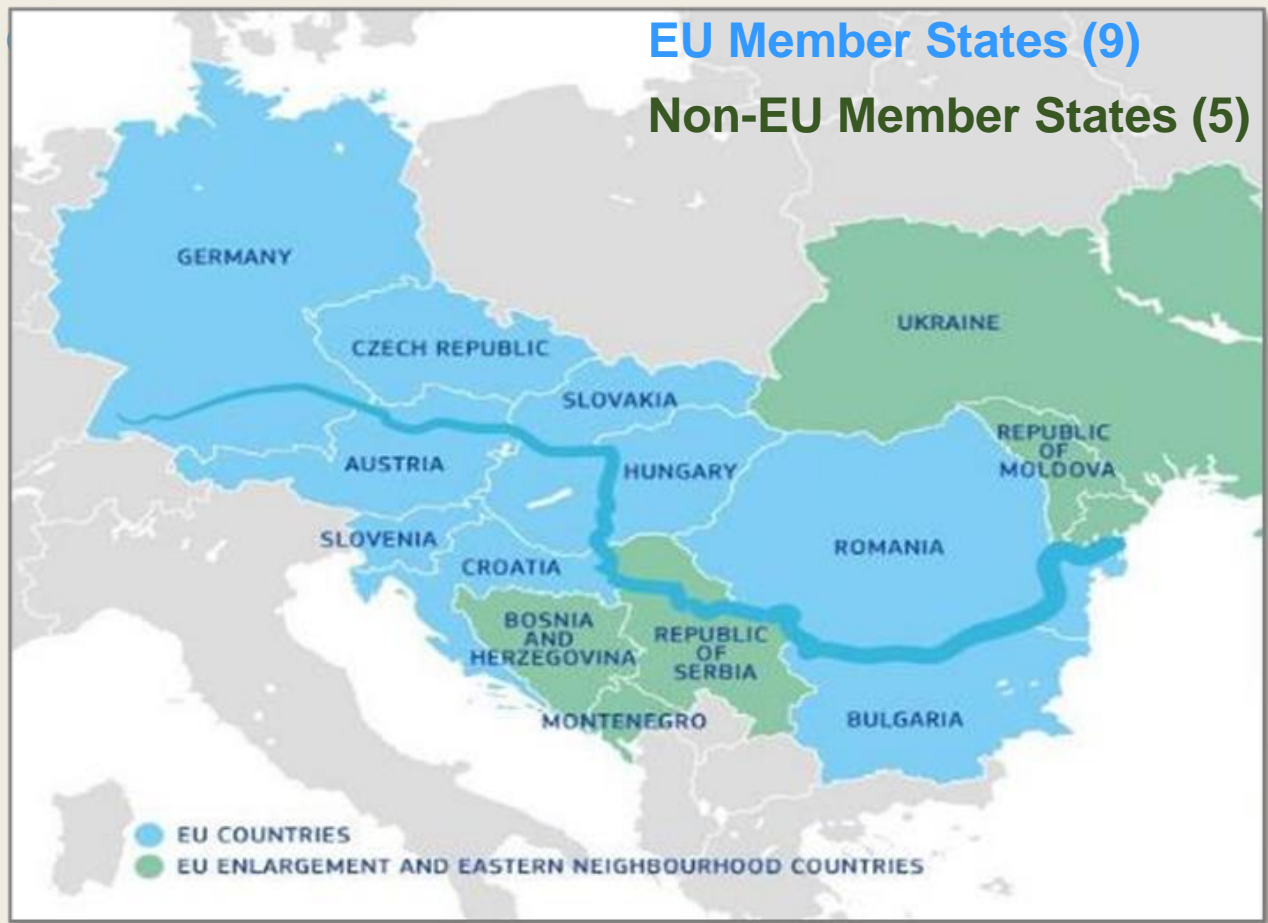 EU Member States (9)
Non-EU Member States (5)
GERMANY
UKRAINE
CZECH REPUBLIC
SLOVAKIA
REPUBLIC
OF
MOLDOVA
AUSTRIA
HUNGARY
SLOVENIA
ROMANIA
CROATIA
BOSNIA
AND
HERZEGOVINA
REPUBLIC
OF
SERBIA
MONTENEGRO
BULGARIA
EU COUNTRIES
EU ENLARGEMENT AND EASTERN NEIGHBOURHOOD COUNTRIES